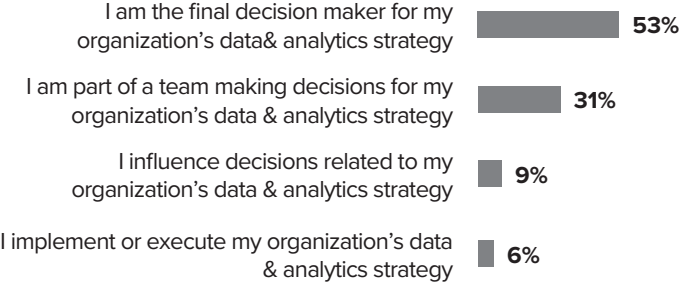 I am the final decision maker for my
organization's data& analytics strategy
53%
I am part of a team making decisions for my
organization's data & analytics strategy
31%
I influence decisions related to my
organization's data & analytics strategy
9%
I implement or execute my organization's data
& analytics strategy
6%